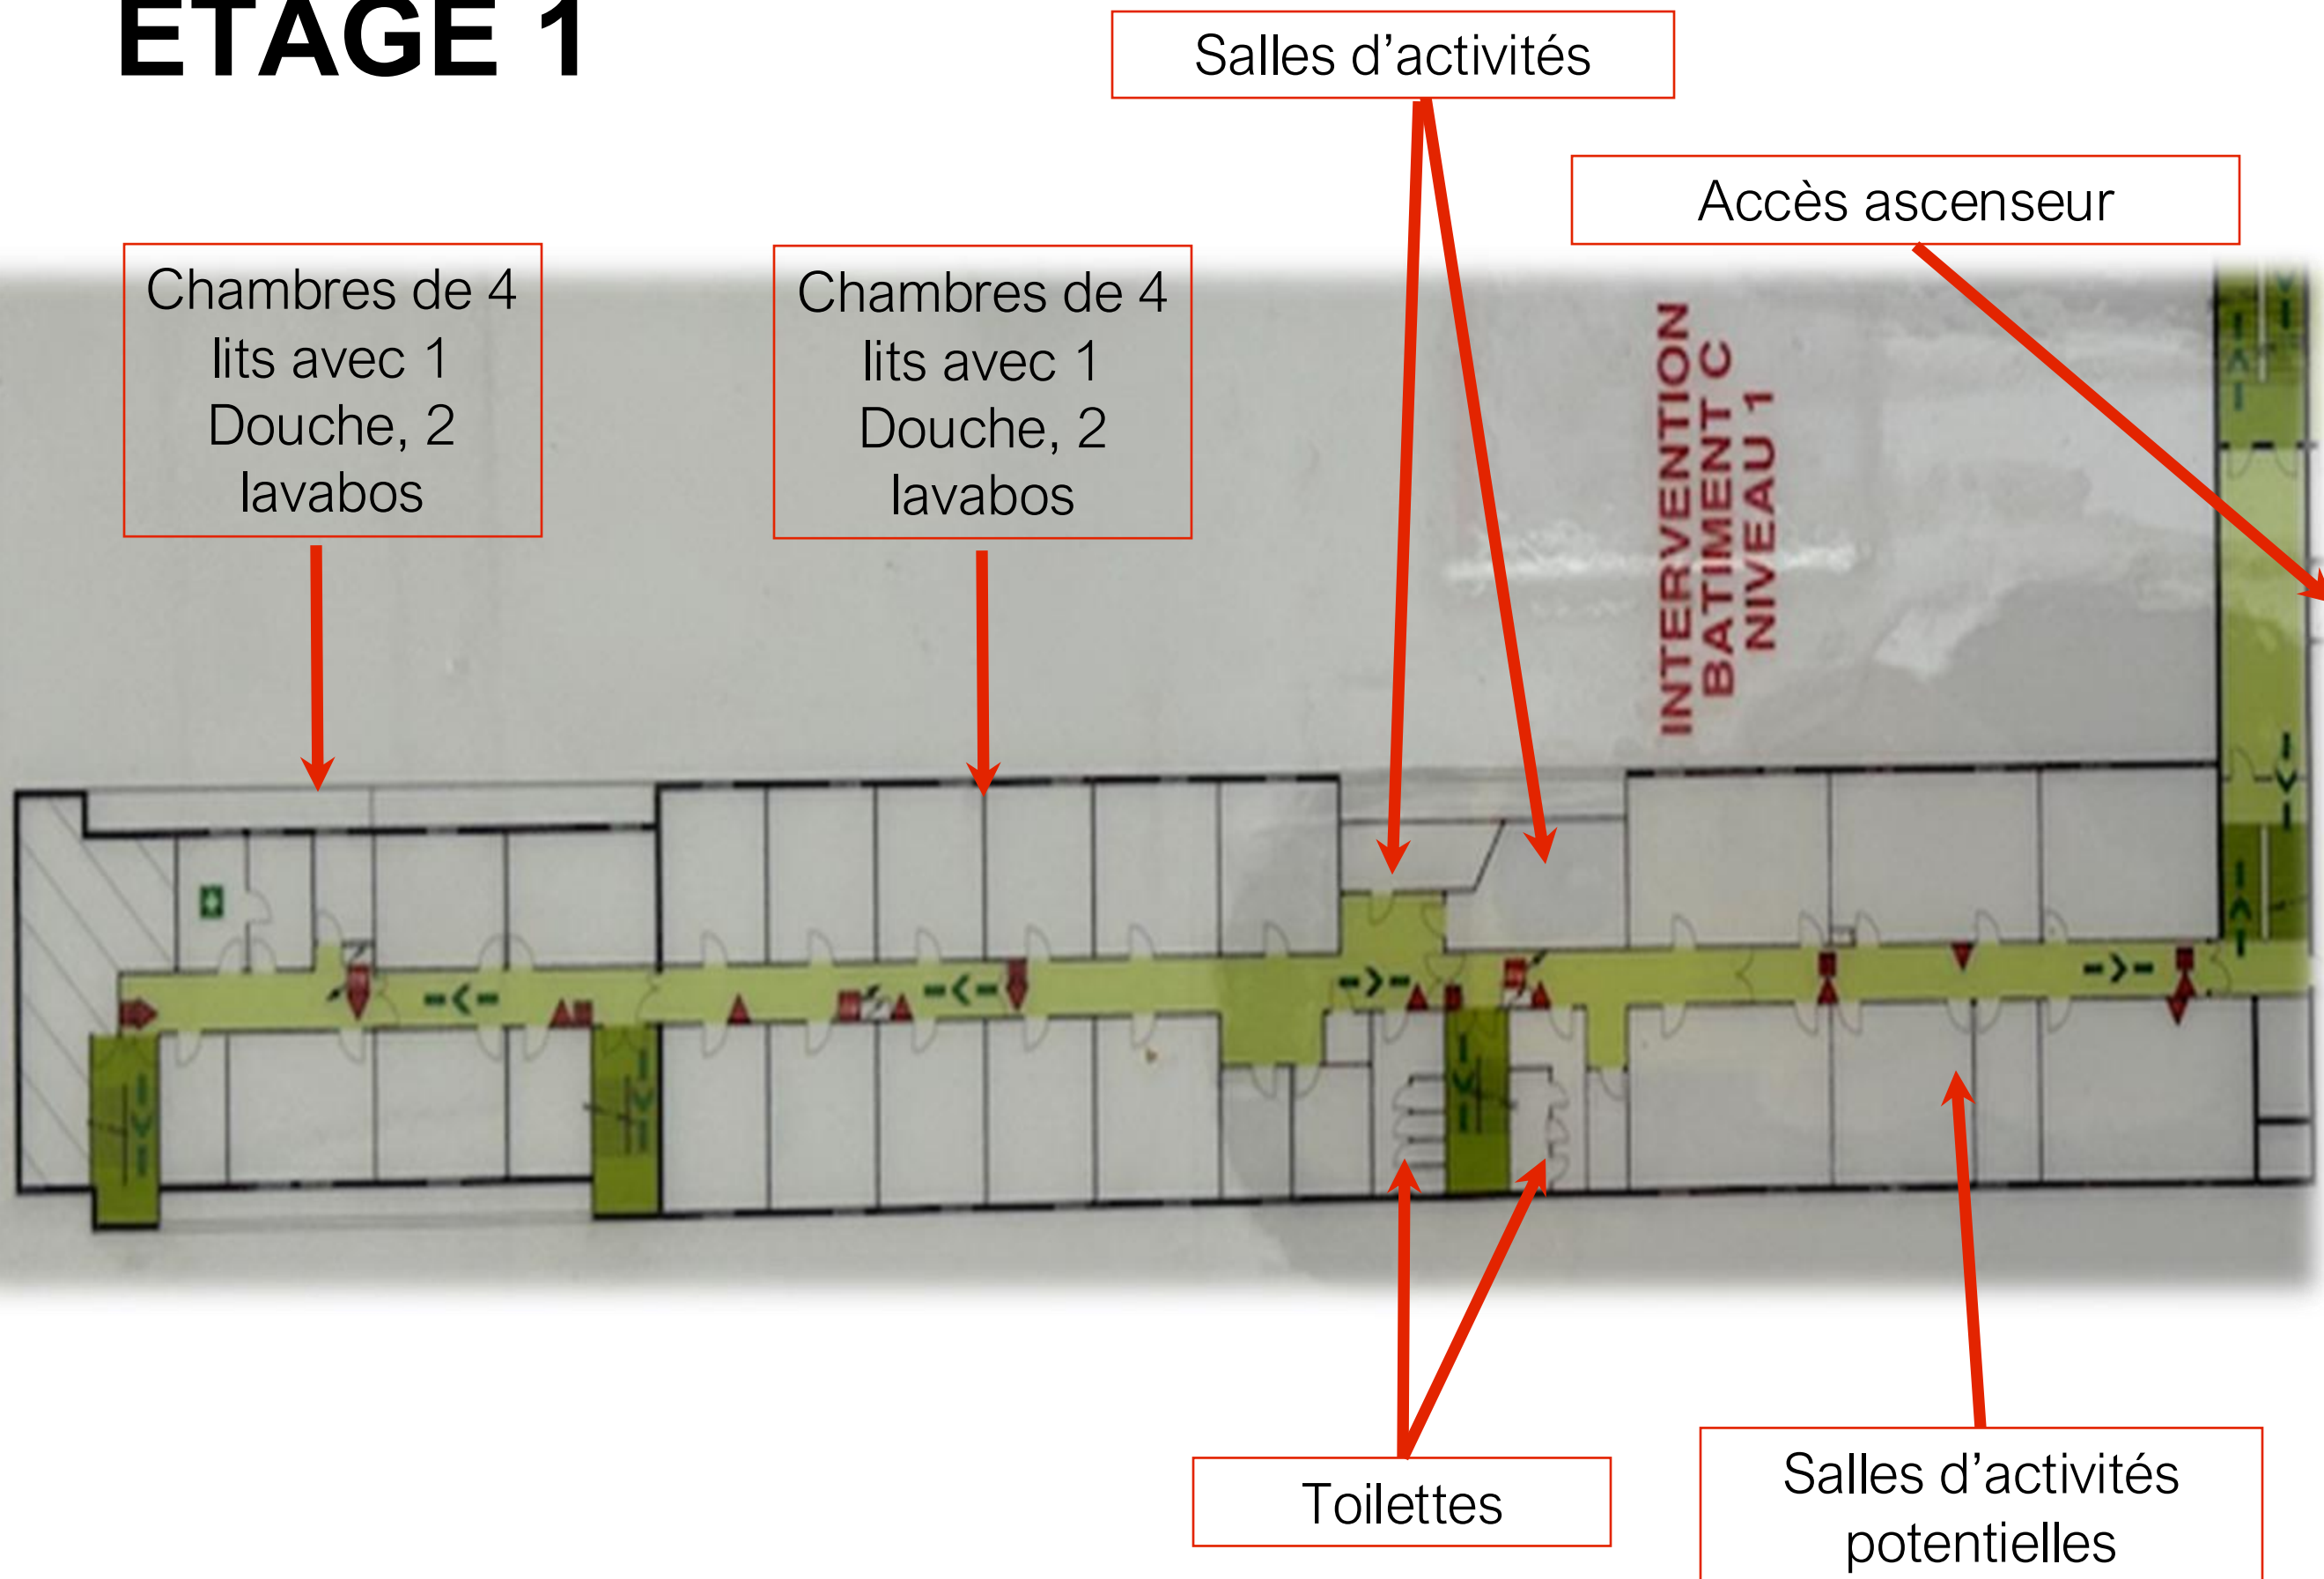 ETAGE 1
Salles d’activités
Accès ascenseur
Chambres de 4
lits avec 1
Douche, 2
lavabos
Chambres de 4
lits avec 1
Douche, 2
lavabos
INTERVENTION
BATIMENT C
NIVEAU 1
Toilettes
Salles d’activités
potentielles